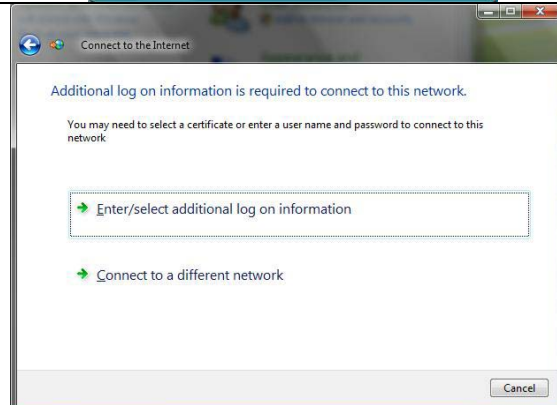 Connect to the Internet
Additional log on information is required to connect to this network.
You may need to select a certificate or enter a user name and password to connect to this
network
Enter/select additional log on information
Connect to a different network
Cancel